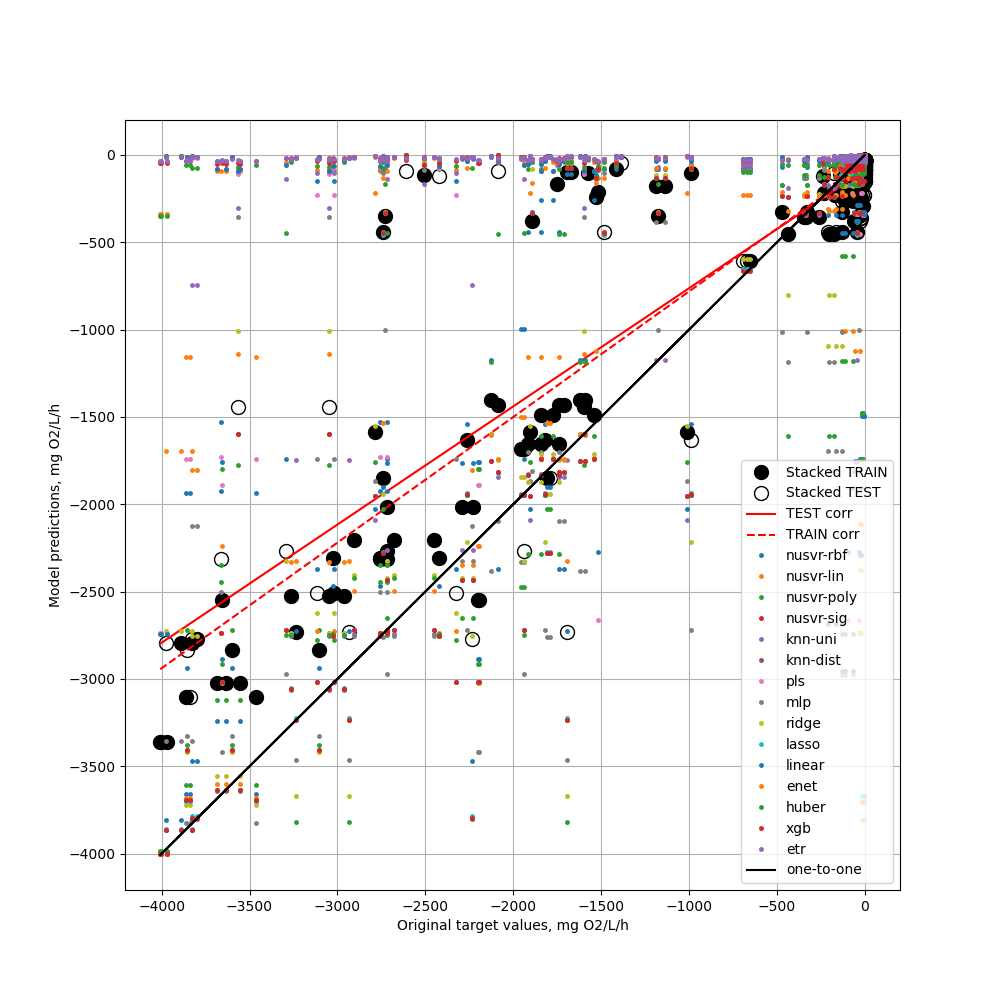 0
−500
−1000
−1500
−2000
−2500
−3000
−3500
−4000
Model predictions, mg O2/L/h
Stacked TRAIN
Stacked TEST
TEST corr
TRAIN corr
nusvr-rbf
nusvr-lin
nusvr-poly
nusvr-sig
knn-uni
knn-dist
pls
mlp
ridge
lasso
linear
enet
huber
xgb
etr
one-to-one
−4000 −3500 −3000 −2500 −2000 −1500 −1000 −500 0
Original target values, mg O2/L/h